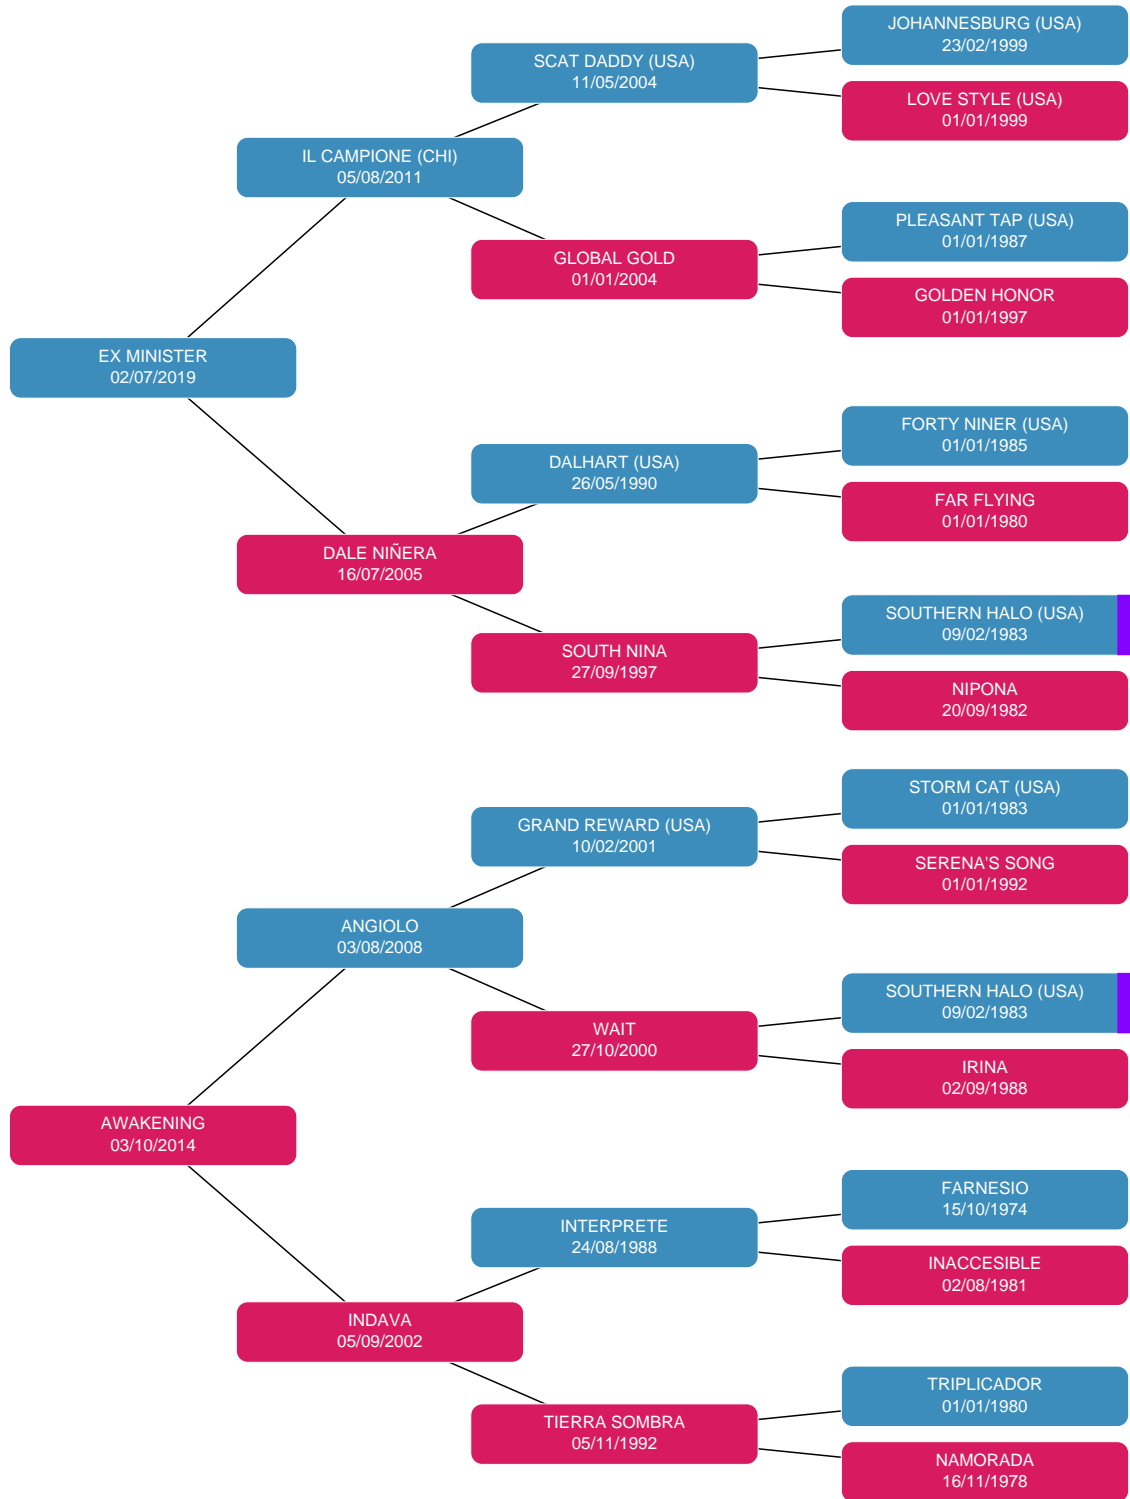 JOHANNESBURG (USA)
23/02/1999
SCAT DADDY (USA)
11/05/2004
LOVE STYLE (USA)
01/01/1999
IL CAMPIONE (CHI)
05/08/2011
PLEASANT TAP (USA)
01/01/1987
GLOBAL GOLD
01/01/2004
GOLDEN HONOR
01/01/1997
EX MINISTER
02/07/2019
FORTY NINER (USA)
01/01/1985
DALHART (USA)
26/05/1990
FAR FLYING
01/01/1980
DALE NIÑERA
16/07/2005
SOUTHERN HALO (USA)
09/02/1983
SOUTH NINA
27/09/1997
NIPONA
20/09/1982
STORM CAT (USA)
01/01/1983
GRAND REWARD (USA)
10/02/2001
SERENA'S SONG
01/01/1992
ANGIOLO
03/08/2008
SOUTHERN HALO (USA)
09/02/1983
WAIT
27/10/2000
IRINA
02/09/1988
AWAKENING
03/10/2014
FARNESIO
15/10/1974
INTERPRETE
24/08/1988
INACCESIBLE
02/08/1981
INDAVA
05/09/2002
TRIPLICADOR
01/01/1980
TIERRA SOMBRA
05/11/1992
NAMORADA
16/11/1978